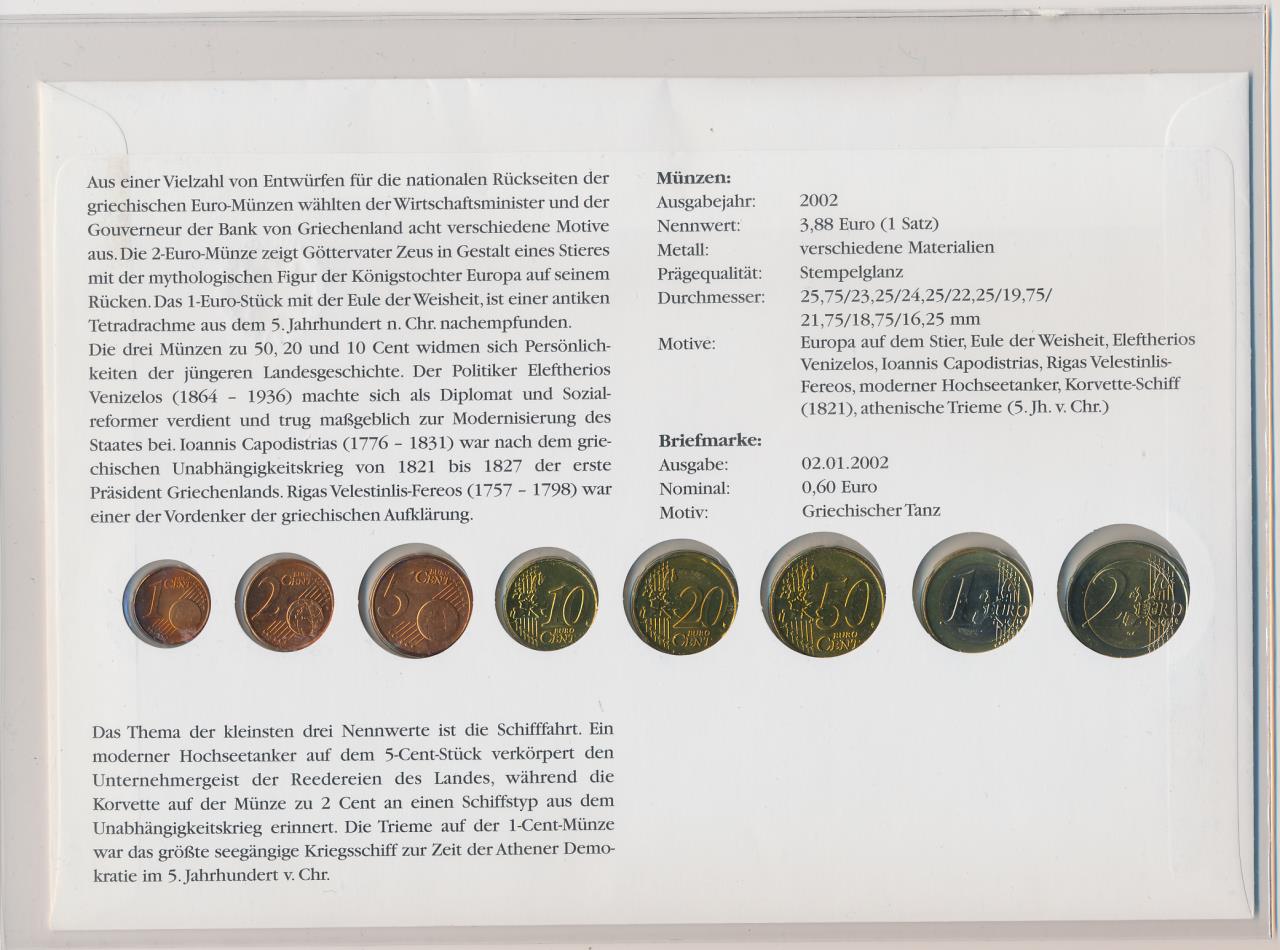 Aus einer Vielzahl von Entwürfen für die nationalen Rückseiten der
griechischen Euro-Münzen wählten der Wirtschaftsminister und der
Gouverneur der Bank von Griechenland acht verschiedene Motive
aus. Die 2-Euro-Münze zeigt Göttervater Zeus in Gestalt eines Stieres
mit der mythologischen Figur der Königstochter Europa auf seinem
Rücken. Das 1-Euro-Stück mit der Eule der Weisheit, ist einer antiken
Tetradrachme aus dem 5. Jahrhundert n. Chr. nachempfunden.
Die drei Münzen zu 50, 20 und 10 Cent widmen sich Persönlich-
keiten der jüngeren Landesgeschichte. Der Politiker Eleftherios
Venizelos (1864 – 1936) machte sich als Diplomat und Sozial-
reformer verdient und trug maßgeblich zur Modernisierung des
Staates bei. Ioannis Capodistrias (1776 – 1831) war nach dem grie-
chischen Unabhängigkeitskrieg von 1821 bis 1827 der erste
Präsident Griechenlands. Rigas Velestinlis-Fereos (1757 – 1798) war
einer der Vordenker der griechischen Aufklärung.
Münzen:
Ausgabejahr: 2002
Nennwert: 3,88 Euro (1 Satz)
Metall: verschiedene Materialien
Prägequalität: Stempelglanz
Durchmesser: 25,75/23,25/24,25/22,25/19,75/
21,75/18,75/16,25 mm
Motive: Europa auf dem Stier, Eule der Weisheit, Eleftherios
Venizelos, Ioannis Capodistrias, Rigas Velestinlis-
Fereos, moderner Hochseetanker, Korvette-Schiff
(1821), athenische Trieme (5. Jh. v. Chr.)
Briefmarke:
Ausgabe: 02.01.2002
Nominal: 0,60 Euro
Motiv: Griechischer Tanz
1 EURO CENT
2 EURO CENT
5 EURO CENT
10 EURO CENT
20 EURO CENT
50 EURO CENT
1 EURO
2 EURO
Das Thema der kleinsten drei Nennwerte ist die Schifffahrt. Ein
moderner Hochseetanker auf dem 5-Cent-Stück verkörpert den
Unternehmergeist der Reedereien des Landes, während die
Korvette auf der Münze zu 2 Cent an einen Schiffstyp aus dem
Unabhängigkeitskrieg erinnert. Die Trieme auf der 1-Cent-Münze
war das größte seegängige Kriegsschiff zur Zeit der Athener Demo-
kratie im 5. Jahrhundert v. Chr.